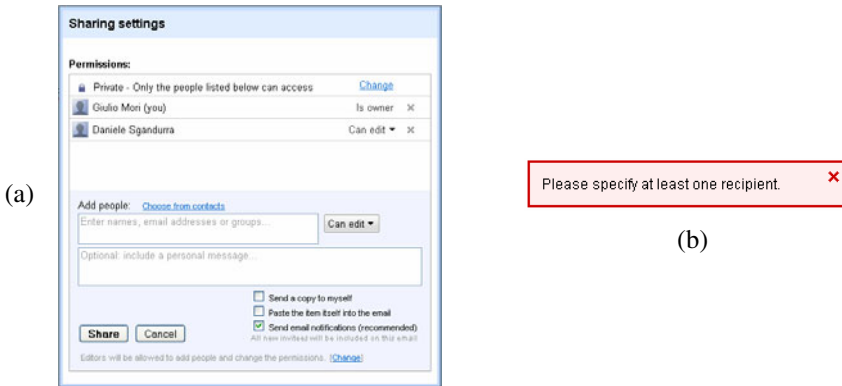 Sharing settings
Permissions:
Private - Only the people listed below can access Change
Giulio Mori (you) Is owner ×
Daniele Sgandurra Can edit ×
(a)
Add people: Choose from contacts
Enter names, email addresses or groups...
Can edit
Optional: include a personal message...
Send a copy to myself
Paste the item itself into the email
Send email notifications (recommended)
All new invitees will be included on this email
Share Cancel
Editors will be allowed to add people and change the permissions. [Change]
Please specify at least one recipient. ×
(b)